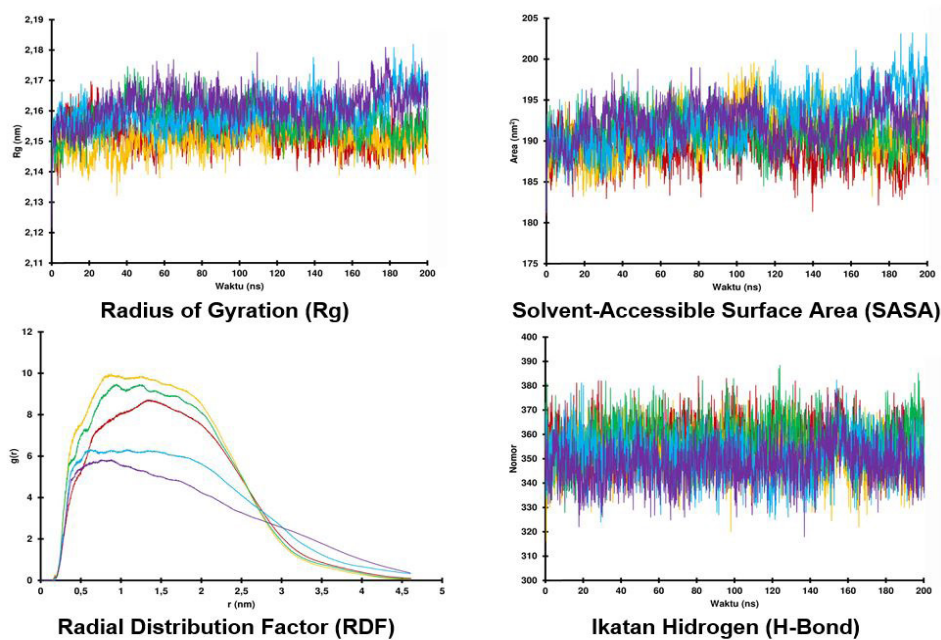 2,19
2,18
2,17
2,16
2,15
2,14
2,13
2,12
2,11
Rg (nm)
0 20 40 60 80 100 120 140 160 180 200
Waktu (ns)
Radius of Gyration (Rg)
205
200
195
190
185
180
175
Area (nm²)
0 20 40 60 80 100 120 140 160 180 200
Waktu (ns)
Solvent-Accessible Surface Area (SASA)
12
10
8
6
4
2
0
g(r)
0 0,5 1 1,5 2 2,5 3 3,5 4 4,5 5
r (nm)
Radial Distribution Factor (RDF)
400
390
380
370
360
350
340
330
320
310
300
Nomor
0 20 40 60 80 100 120 140 160 180 200
Waktu (ns)
Ikatan Hidrogen (H-Bond)